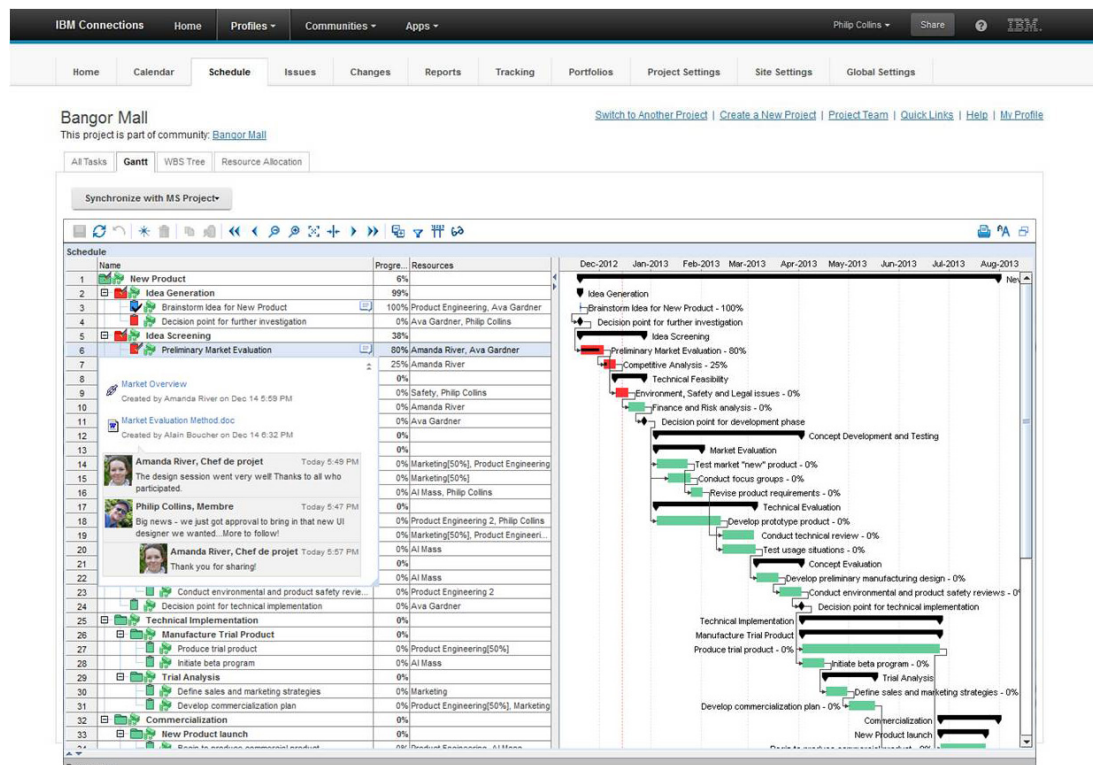 IBM Connections Home Profiles Communities Apps Philip Collins Share ? IBM.
Home Calendar Schedule Issues Changes Reports Tracking Portfolios Project Settings Site Settings Global Settings
Bangor Mall
Switch to Another Project | Create a New Project | Project Team | Quick Links | Help | My Profile
This project is part of community: Bangor Mall
All Tasks Gantt WBS Tree Resource Allocation
Synchronize with MS Project
Schedule
Name Progre... Resources Dec-2012 Jan-2013 Feb-2013 Mar-2013 Apr-2013 May-2013 Jun-2013 Jul-2013 Aug-2013
1 New Product 6% Nev
2 Idea Generation 99% Idea Generation
3 Brainstorm Idea for New Product 100% Product Engineering, Ava Gardner Brainstorm Idea for New Product - 100%
4 Decision point for further investigation 0% Ava Gardner, Philip Collins Decision point for further investigation
5 Idea Screening 38% Idea Screening
6 Preliminary Market Evaluation 80% Amanda River, Ava Gardner Preliminary Market Evaluation - 80%
7 25% Amanda River Competitive Analysis - 25%
8 0% Technical Feasibility
Market Overview
9 0% Safety, Philip Collins Environment, Safety and Legal issues - 0%
Created by Amanda River on Dec 14 5:59 PM
10 0% Amanda River Finance and Risk analysis - 0%
11 Market Evaluation Method.doc 0% Ava Gardner Decision point for development phase
12 Created by Alain Boucher on Dec 14 6:32 PM 0% Concept Development and Testing
13 0% Market Evaluation
14 Amanda River, Chef de projet Today 5:49 PM 0% Marketing[50%], Product Engineering Test market "new" product - 0%
15 The design session went very well! Thanks to all who 0% Marketing[50%] Conduct focus groups - 0%
participated.
16 0% Al Mass, Philip Collins Revise product requirements - 0%
17 Philip Collins, Membre Today 5:47 PM 0% Technical Evaluation
18 Big news - we just got approval to bring in that new UI 0% Product Engineering 2, Philip Collins Develop prototype product - 0%
19 designer we wanted...More to follow! 0% Marketing[50%], Product Engineeri... Conduct technical review - 0%
20 Amanda River, Chef de projet Today 5:57 PM 0% Al Mass Test usage situations - 0%
21 Thank you for sharing! 0% Concept Evaluation
22 0% Al Mass Develop preliminary manufacturing design - 0%
23 Conduct environmental and product safety revie... 0% Product Engineering 2 Conduct environmental and product safety reviews - 0%
24 Decision point for technical implementation 0% Ava Gardner Decision point for technical implementation
25 Technical Implementation 0% Technical Implementation
26 Manufacture Trial Product 0% Manufacture Trial Product
27 Produce trial product 0% Product Engineering[50%] Produce trial product - 0%
28 Initiate beta program 0% Al Mass Initiate beta program - 0%
29 Trial Analysis 0% Trial Analysis
30 Define sales and marketing strategies 0% Marketing Define sales and marketing strategies - 0%
31 Develop commercialization plan 0% Product Engineering[50%], Marketing Develop commercialization plan - 0%
32 Commercialization 0% Commercialization
33 New Product launch 0% New Product launch